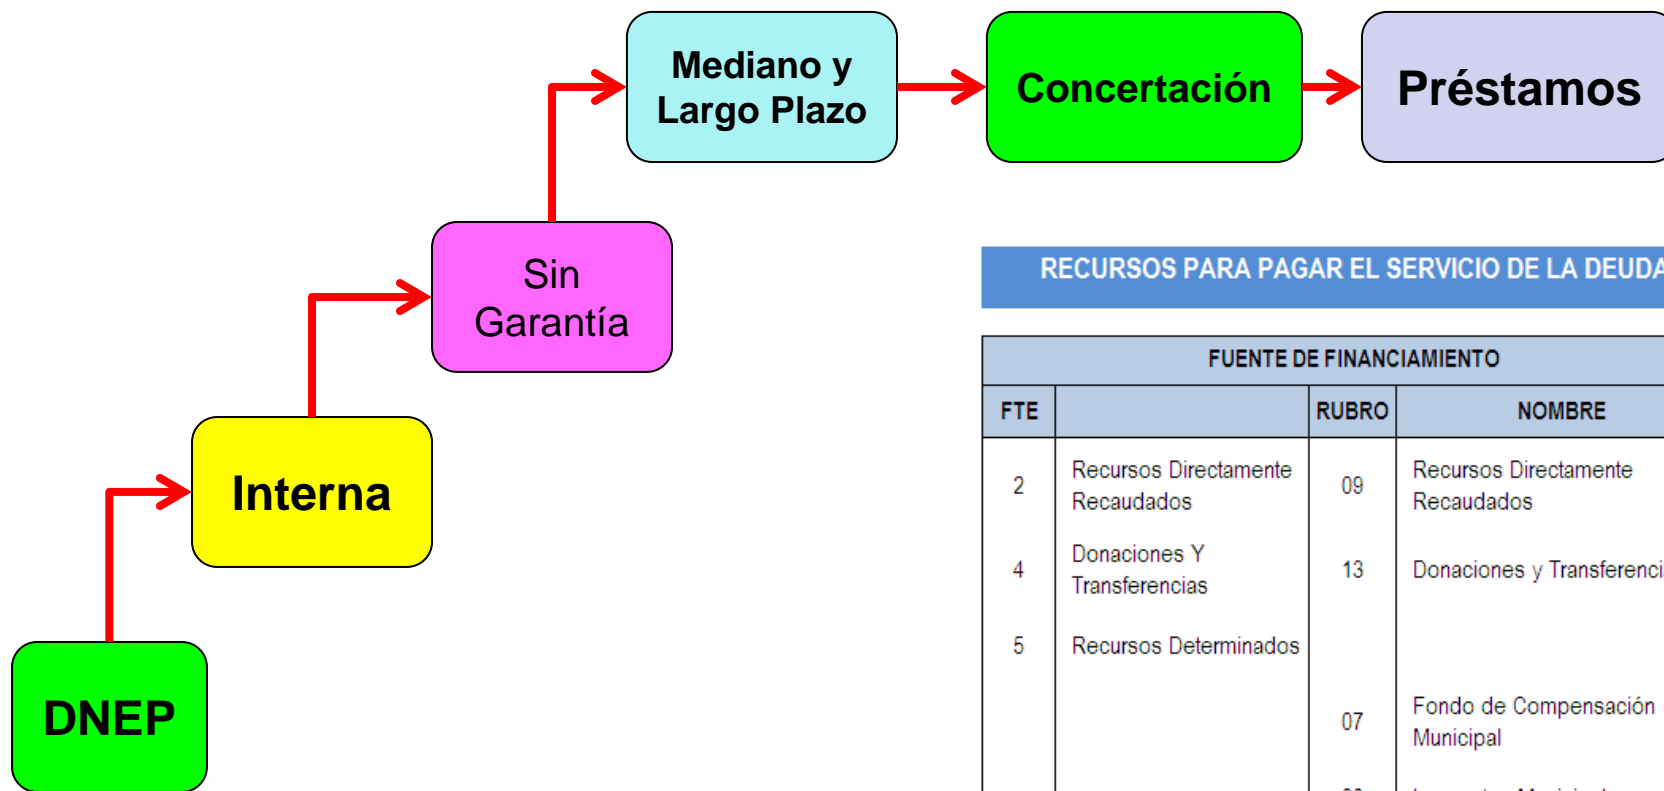 Mediano y
Largo Plazo
Concertación
Préstamos
Sin
Garantía
Interna
DNEP
RECURSOS PARA PAGAR EL SERVICIO DE LA DEUDA
FUENTE DE FINANCIAMIENTO
FTE RUBRO NOMBRE
2 Recursos Directamente Recaudados 09 Recursos Directamente Recaudados
4 Donaciones Y Transferencias 13 Donaciones y
5 Recursos Determinados
07 Fondo de Compensación Municipal